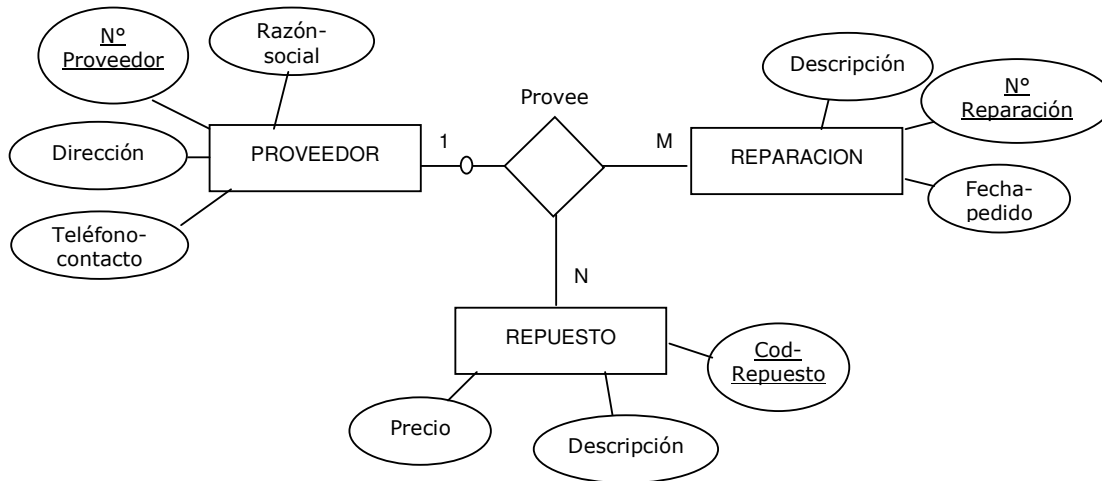 N°
Proveedor
Razón-
social
Descripción
N°
Reparación
Provee
Dirección
PROVEEDOR
1
M
REPARACION
Fecha-
pedido
Teléfono-
contacto
N
REPUESTO
Cod-
Repuesto
Precio
Descripción